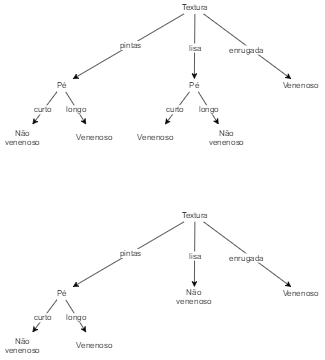 Textura
pintas
lisa
enrugada
Pé
Pé
Venenoso
curto
longo
curto
longo
Não
venenoso
Venenoso
Venenoso
Não
venenoso
Textura
pintas
lisa
enrugada
Pé
Não
venenoso
Venenoso
curto
longo
Não
venenoso
Venenoso